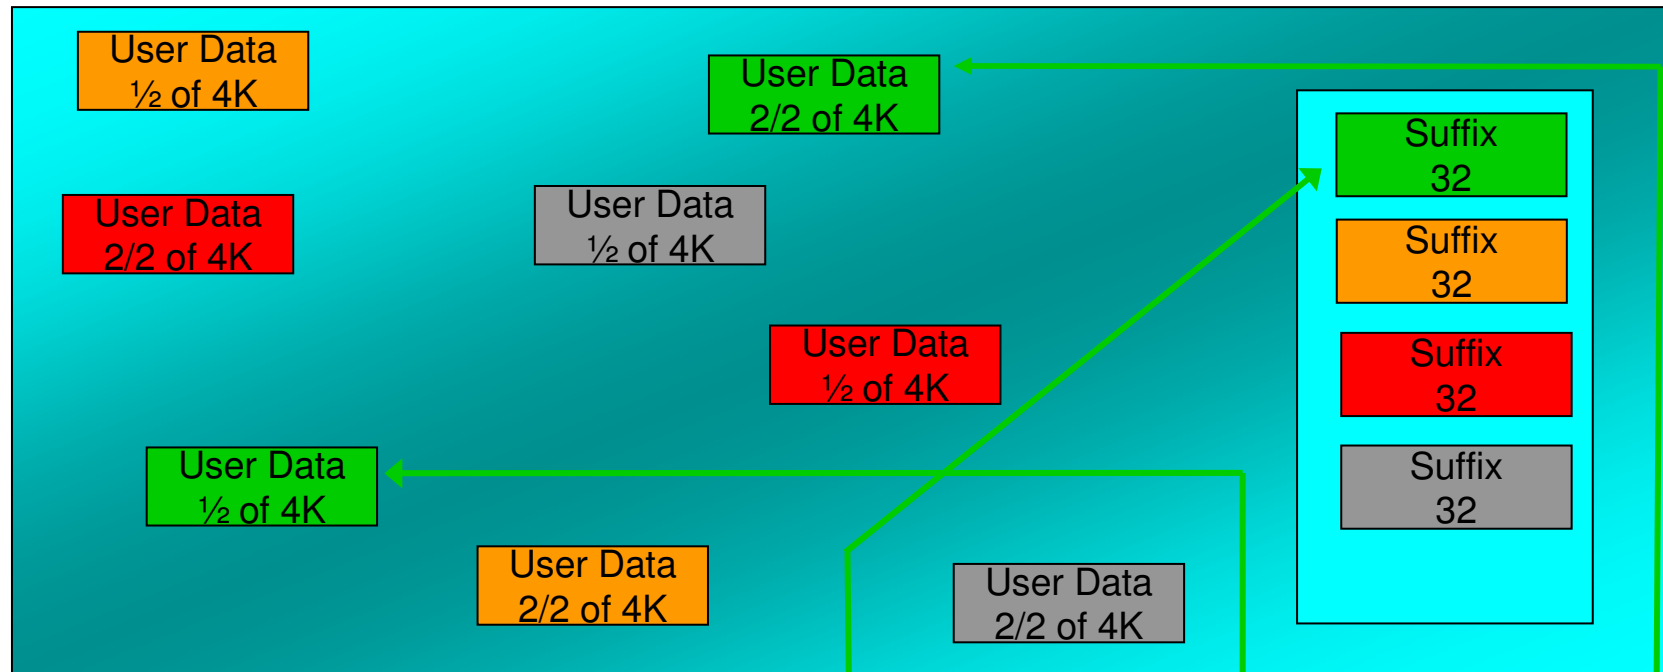 User Data
½ of 4K
User Data
2/2 of 4K
Suffix
32
User Data
2/2 of 4K
User Data
½ of 4K
Suffix
32
User Data
½ of 4K
Suffix
32
User Data
½ of 4K
Suffix
32
User Data
2/2 of 4K
User Data
2/2 of 4K